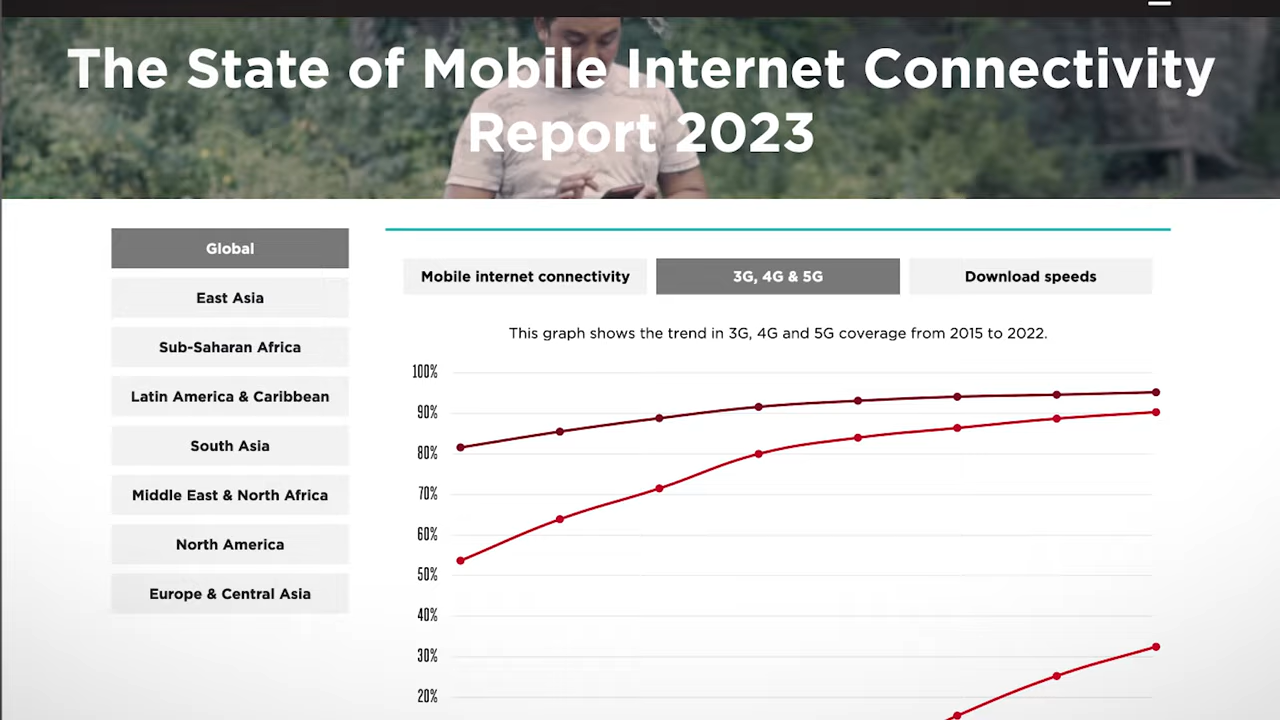 The State of Mobile Internet Connectivity
Report 2023
Global
East Asia
Sub-Saharan Africa
Latin America & Caribbean
South Asia
Middle East & North Africa
North America
Europe & Central Asia
Mobile internet connectivity
3G, 4G & 5G
Download speeds
This graph shows the trend in 3G, 4G and 5G coverage from 2015 to 2022.
100%
90%
80%
70%
60%
50%
40%
30%
20%